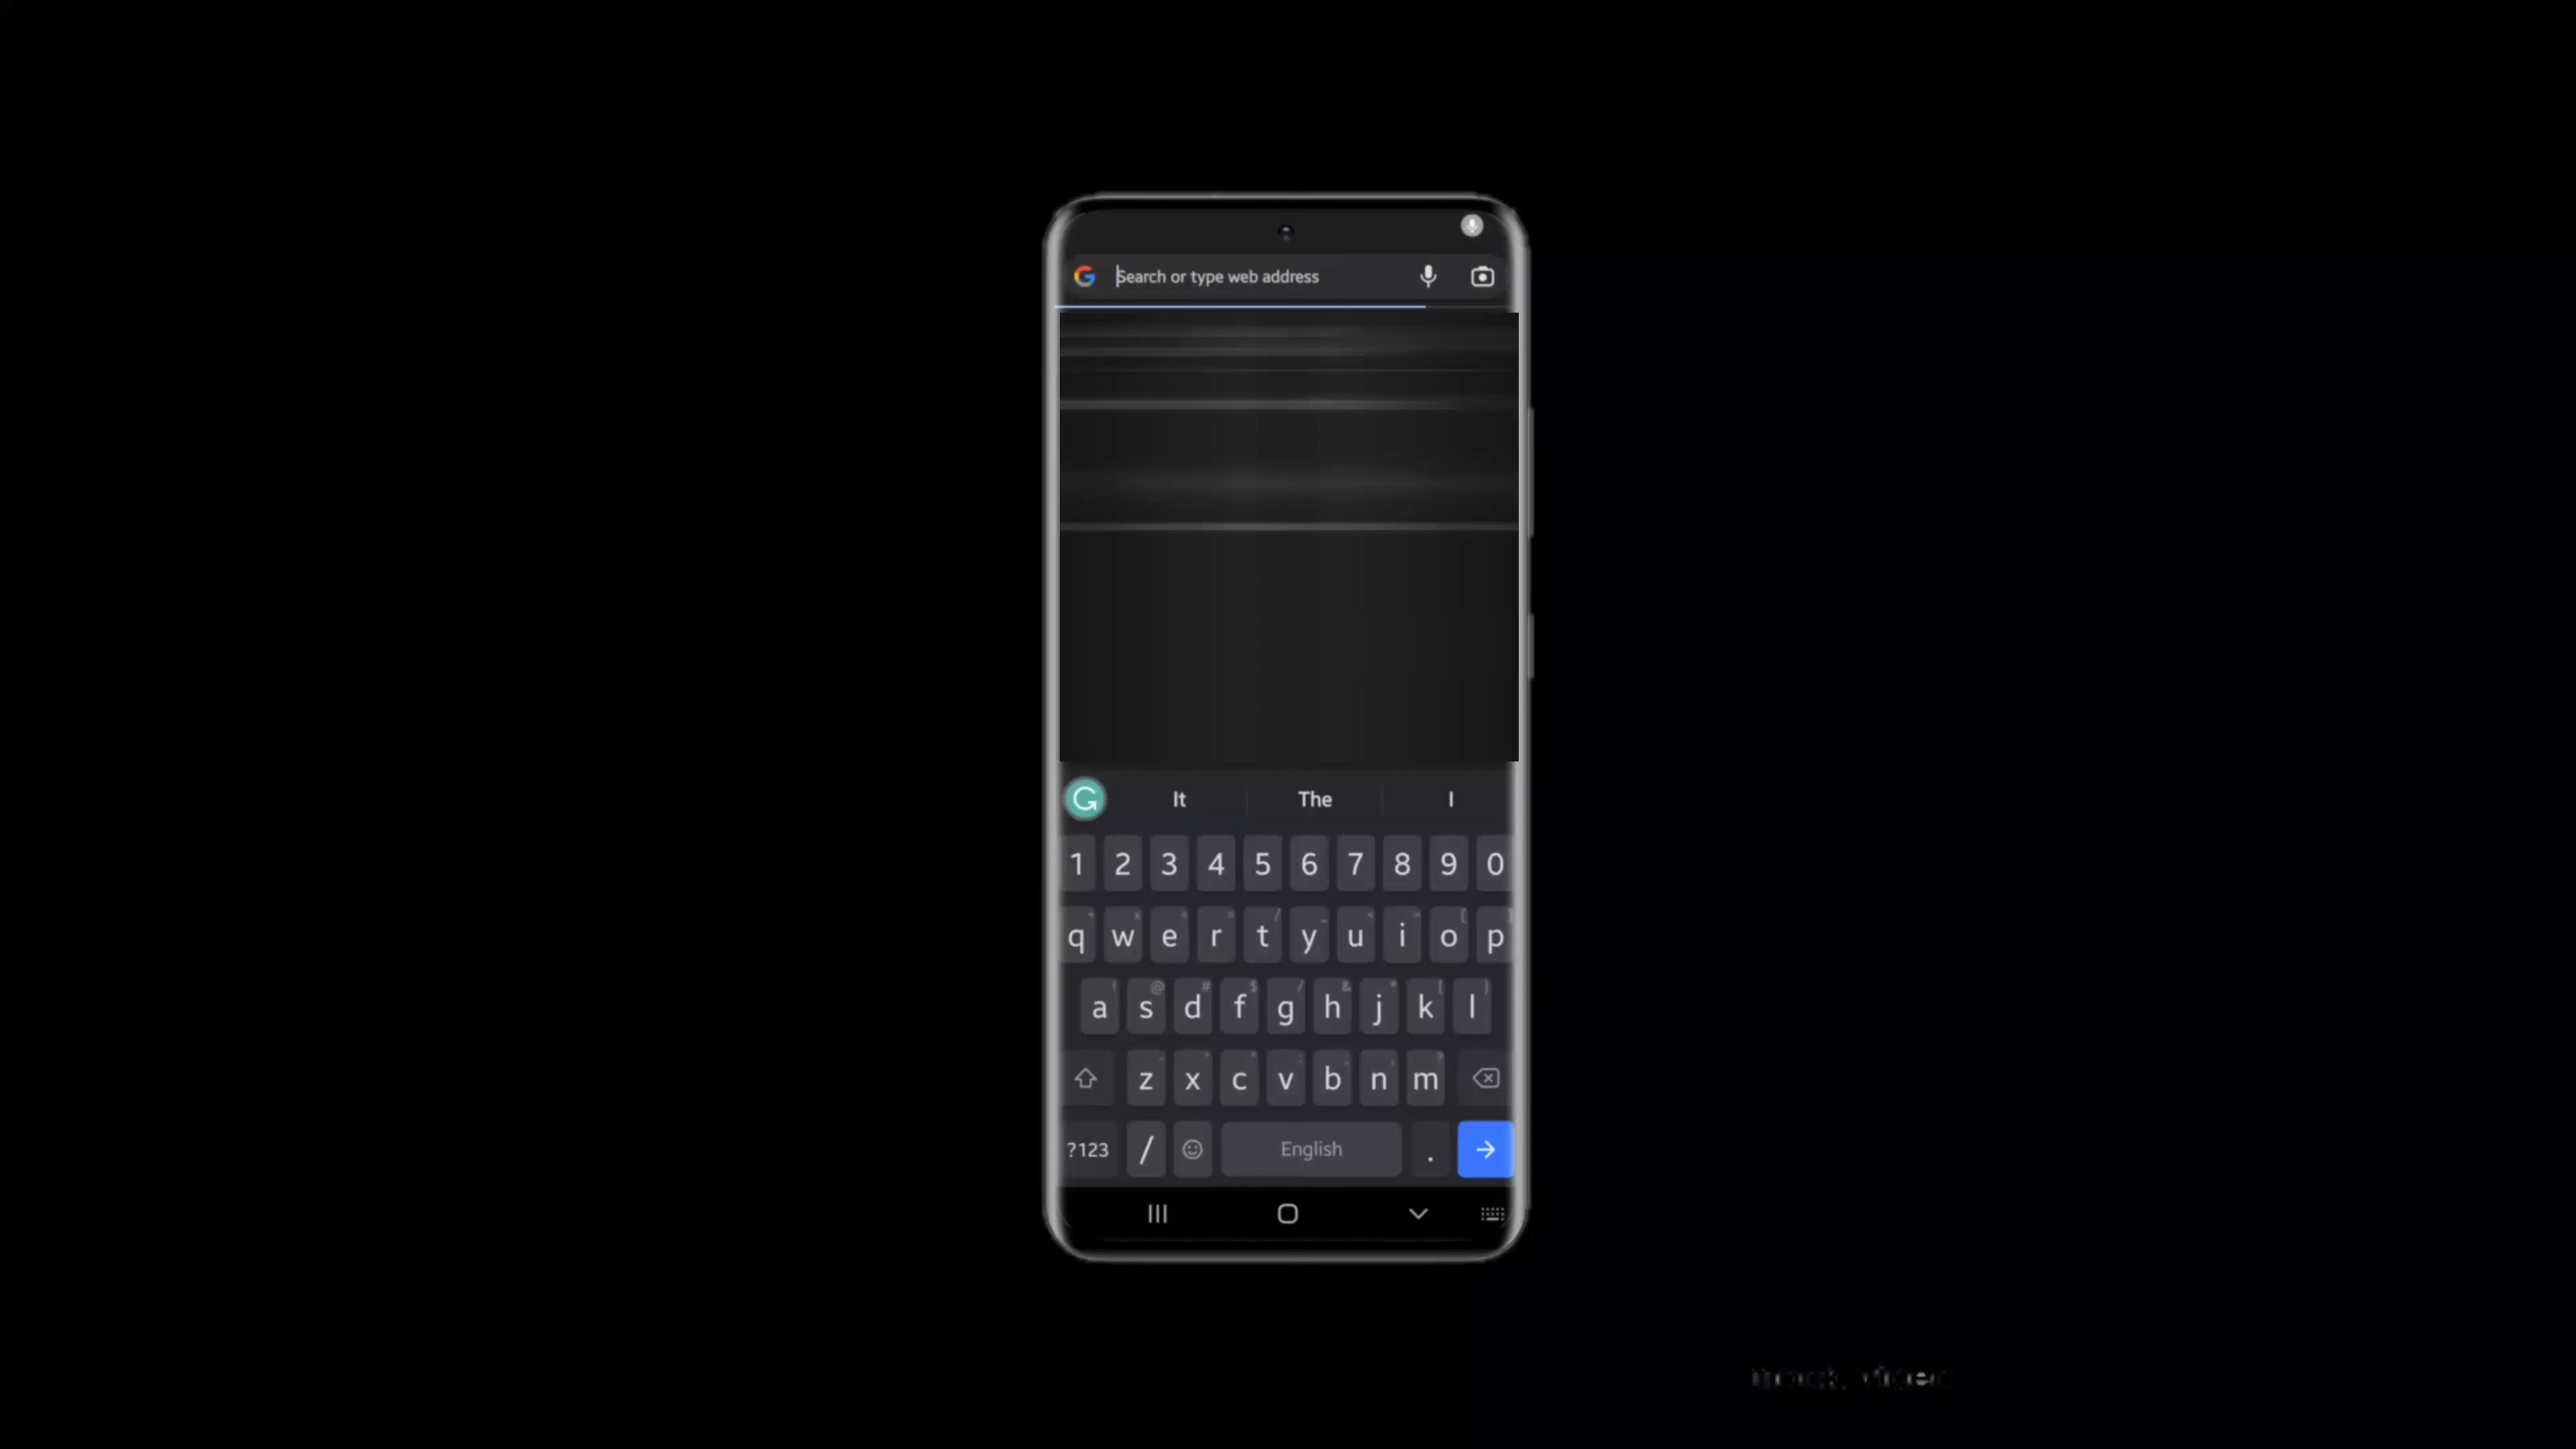 Search or type web address
It The I
1 2 3 4 5 6 7 8 9 0
q w e r t y u i o p
a s d f g h j k l
z x c v b n m
?123 / English .